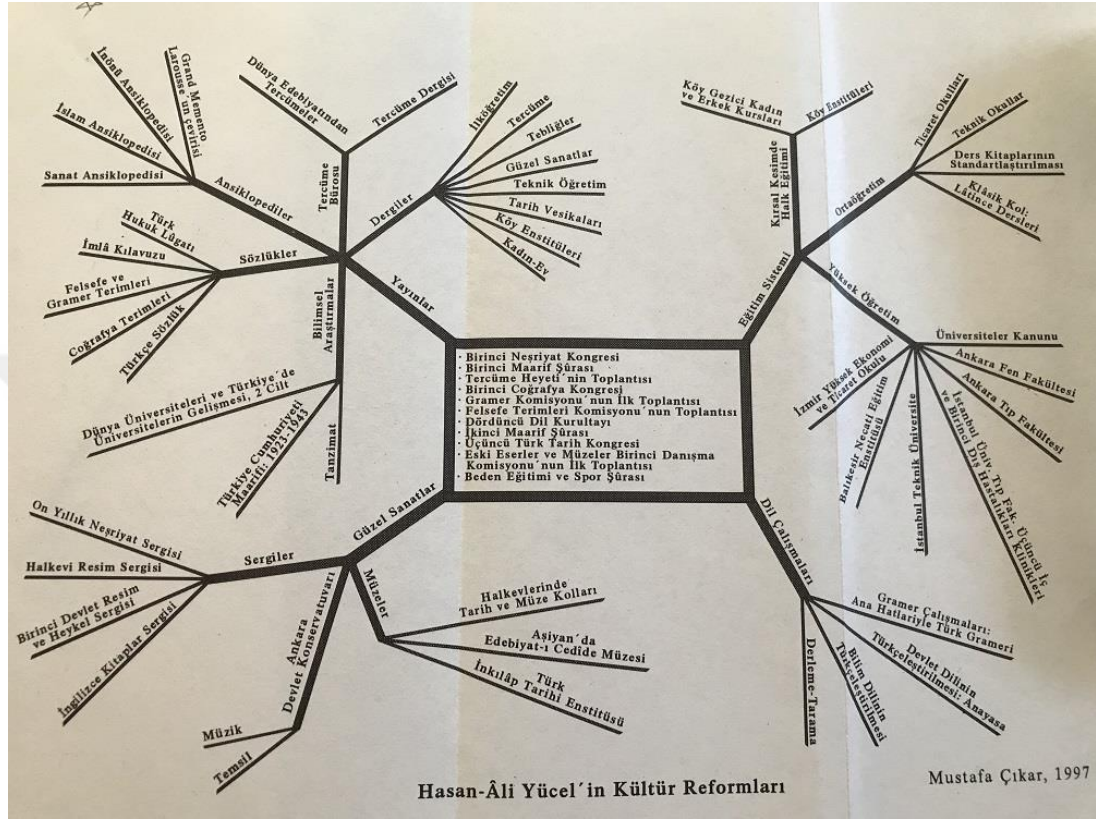 İnönü Ansiklopedisi
Grand Memento
Larousse´un çevirisi
İslam Ansiklopedisi
Sanat Ansiklopedisi
Ansiklopediler
Dünya Edebiyatından
Tercümeler
Tercüme Dergisi
Tercüme
Bürosu
İlköğretim
Tercüme
Tebliğler
Güzel Sanatlar
Teknik Öğretim
Tarih Vesikaları
Köy Enstitüleri
Kadın-Ev
Dergiler
Türk
Hukuk Lûgatı
İmlâ Kılavuzu
Felsefe ve
Gramer Terimleri
Coğrafya Terimleri
Türkçe Sözlük
Sözlükler
Yayınlar
Bilimsel
Araştırmalar
Dünya Üniversiteleri ve Türkiye´de
Üniversitelerin Gelişmesi, 2 Cilt
Türkiye Cumhuriyeti
Maarifi: 1923-1943
Tanzimat
Köy Gezici Kadın
ve Erkek Kursları
Köy Enstitüleri
Kırsal Kesimde
Halk Eğitimi
Ticaret Okulları
Teknik Okullar
Ders Kitaplarının
Standartlaştırılması
Klâsik Kol:
Lâtince Dersleri
Ortaöğretim
Eğitim Sistemi
Yüksek Öğretim
Üniversiteler Kanunu
Ankara Fen Fakültesi
Ankara Tıp Fakültesi
İstanbul Üniv. Tıp Fak. Üçüncü İç
ve Birinci Dış Hastalıkları Klinikleri
İstanbul Teknik Üniversite
Balıkesir Necati Eğitim
Enstitüsü
İzmir Yüksek Ekonomi
ve Ticaret Okulu
· Birinci Neşriyat Kongresi
· Birinci Maarif Şûrası
· Tercüme Heyeti´nin Toplantısı
· Birinci Coğrafya Kongresi
· Gramer Komisyonu´nun İlk Toplantısı
· Felsefe Terimleri Komisyonu´nun Toplantısı
· Dördüncü Dil Kurultayı
· İkinci Maarif Şûrası
· Üçüncü Türk Tarih Kongresi
· Eski Eserler ve Müzeler Birinci Danışma
Komisyonu´nun İlk Toplantısı
· Beden Eğitimi ve Spor Şûrası
Güzel Sanatlar
Sergiler
On Yıllık Neşriyat Sergisi
Halkevi Resim Sergisi
Birinci Devlet Resim
ve Heykel Sergisi
İngilizce Kitaplar Sergisi
Ankara
Devlet Konservatuvarı
Müzik
Temsil
Müzeler
Halkevlerinde
Tarih ve Müze Kolları
Aşiyan´da
Edebiyat-ı Cedîde Müzesi
Türk
İnkılâp Tarihi Enstitüsü
Dil Çalışmaları
Gramer Çalışmaları:
Ana Hatlariyle Türk Grameri
Devlet Dilinin
Türkçeleştirilmesi: Anayasa
Bilim Dilinin
Türkçeleştirilmesi
Derleme-Tarama
Hasan-Âli Yücel´in Kültür Reformları
Mustafa Çıkar, 1997